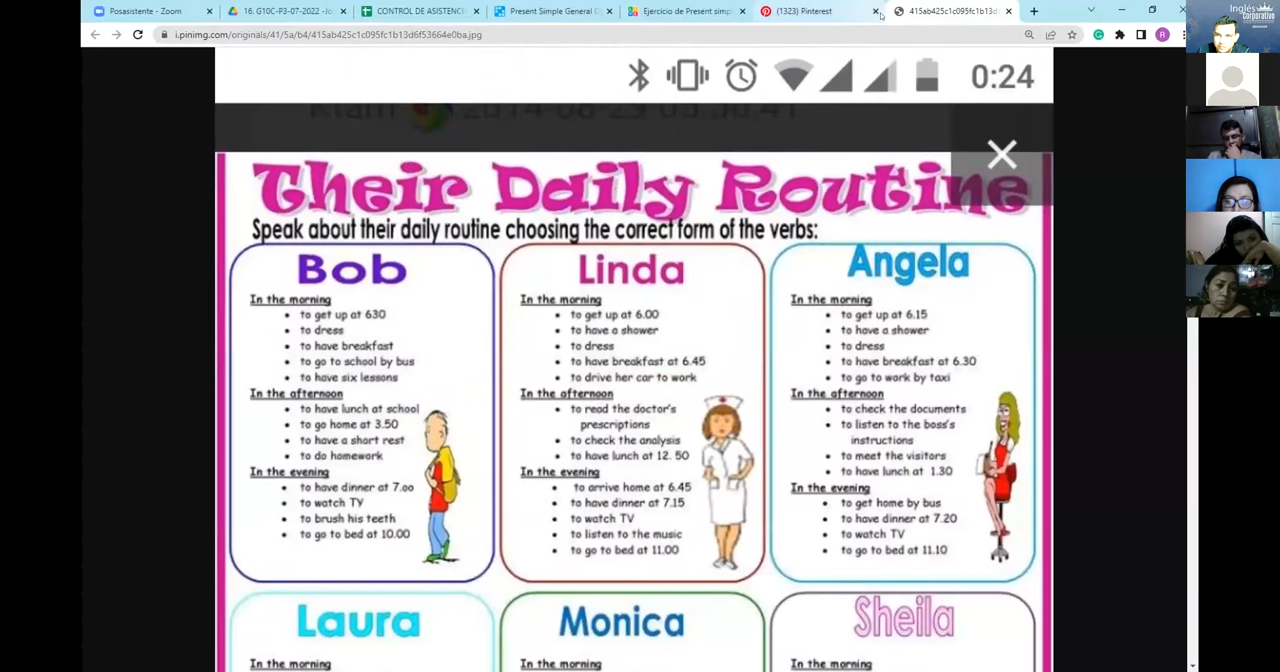 Posasistente - Zoom
16. G10C-P3-07-2022 - Jo
CONTROL DE ASISTENCI
Present Simple General D
Ejercicio de Present simp
(1323) Pinterest
415ab425c1c095fc1b13d
i.pinimg.com/originals/41/5a/b4/415ab425c1c095fc1b13d6f53664e0ba.jpg
R
Inglés
Corporativo
0:24
Their Daily Routine
Speak about their daily routine choosing the correct form of the verbs:
Bob
In the morning
• to get up at 630
• to dress
• to have breakfast
• to go to school by bus
• to have six lessons
In the afternoon
• to have lunch at school
• to go home at 3.50
• to have a short rest
• to do homework
In the evening
• to have dinner at 7.oo
• to watch TV
• to brush his teeth
• to go to bed at 10.00
Linda
In the morning
• to get up at 6.00
• to have a shower
• to dress
• to have breakfast at 6.45
• to drive her car to work
In the afternoon
• to read the doctor's
prescriptions
• to check the analysis
• to have lunch at 12. 50
In the evening
• to arrive home at 6.45
• to have dinner at 7.15
• to watch TV
• to listen to the music
• to go to bed at 11.00
Angela
In the morning
• to get up at 6.15
• to have a shower
• to dress
• to have breakfast at 6.30
• to go to work by taxi
In the afternoon
• to check the documents
• to listen to the boss's
instructions
• to meet the visitors
• to have lunch at 1.30
In the evening
• to get home by bus
• to have dinner at 7.20
• to watch TV
• to go to bed at 11.10
Laura
In the morning
Monica
In the morning
Sheila
In the morning